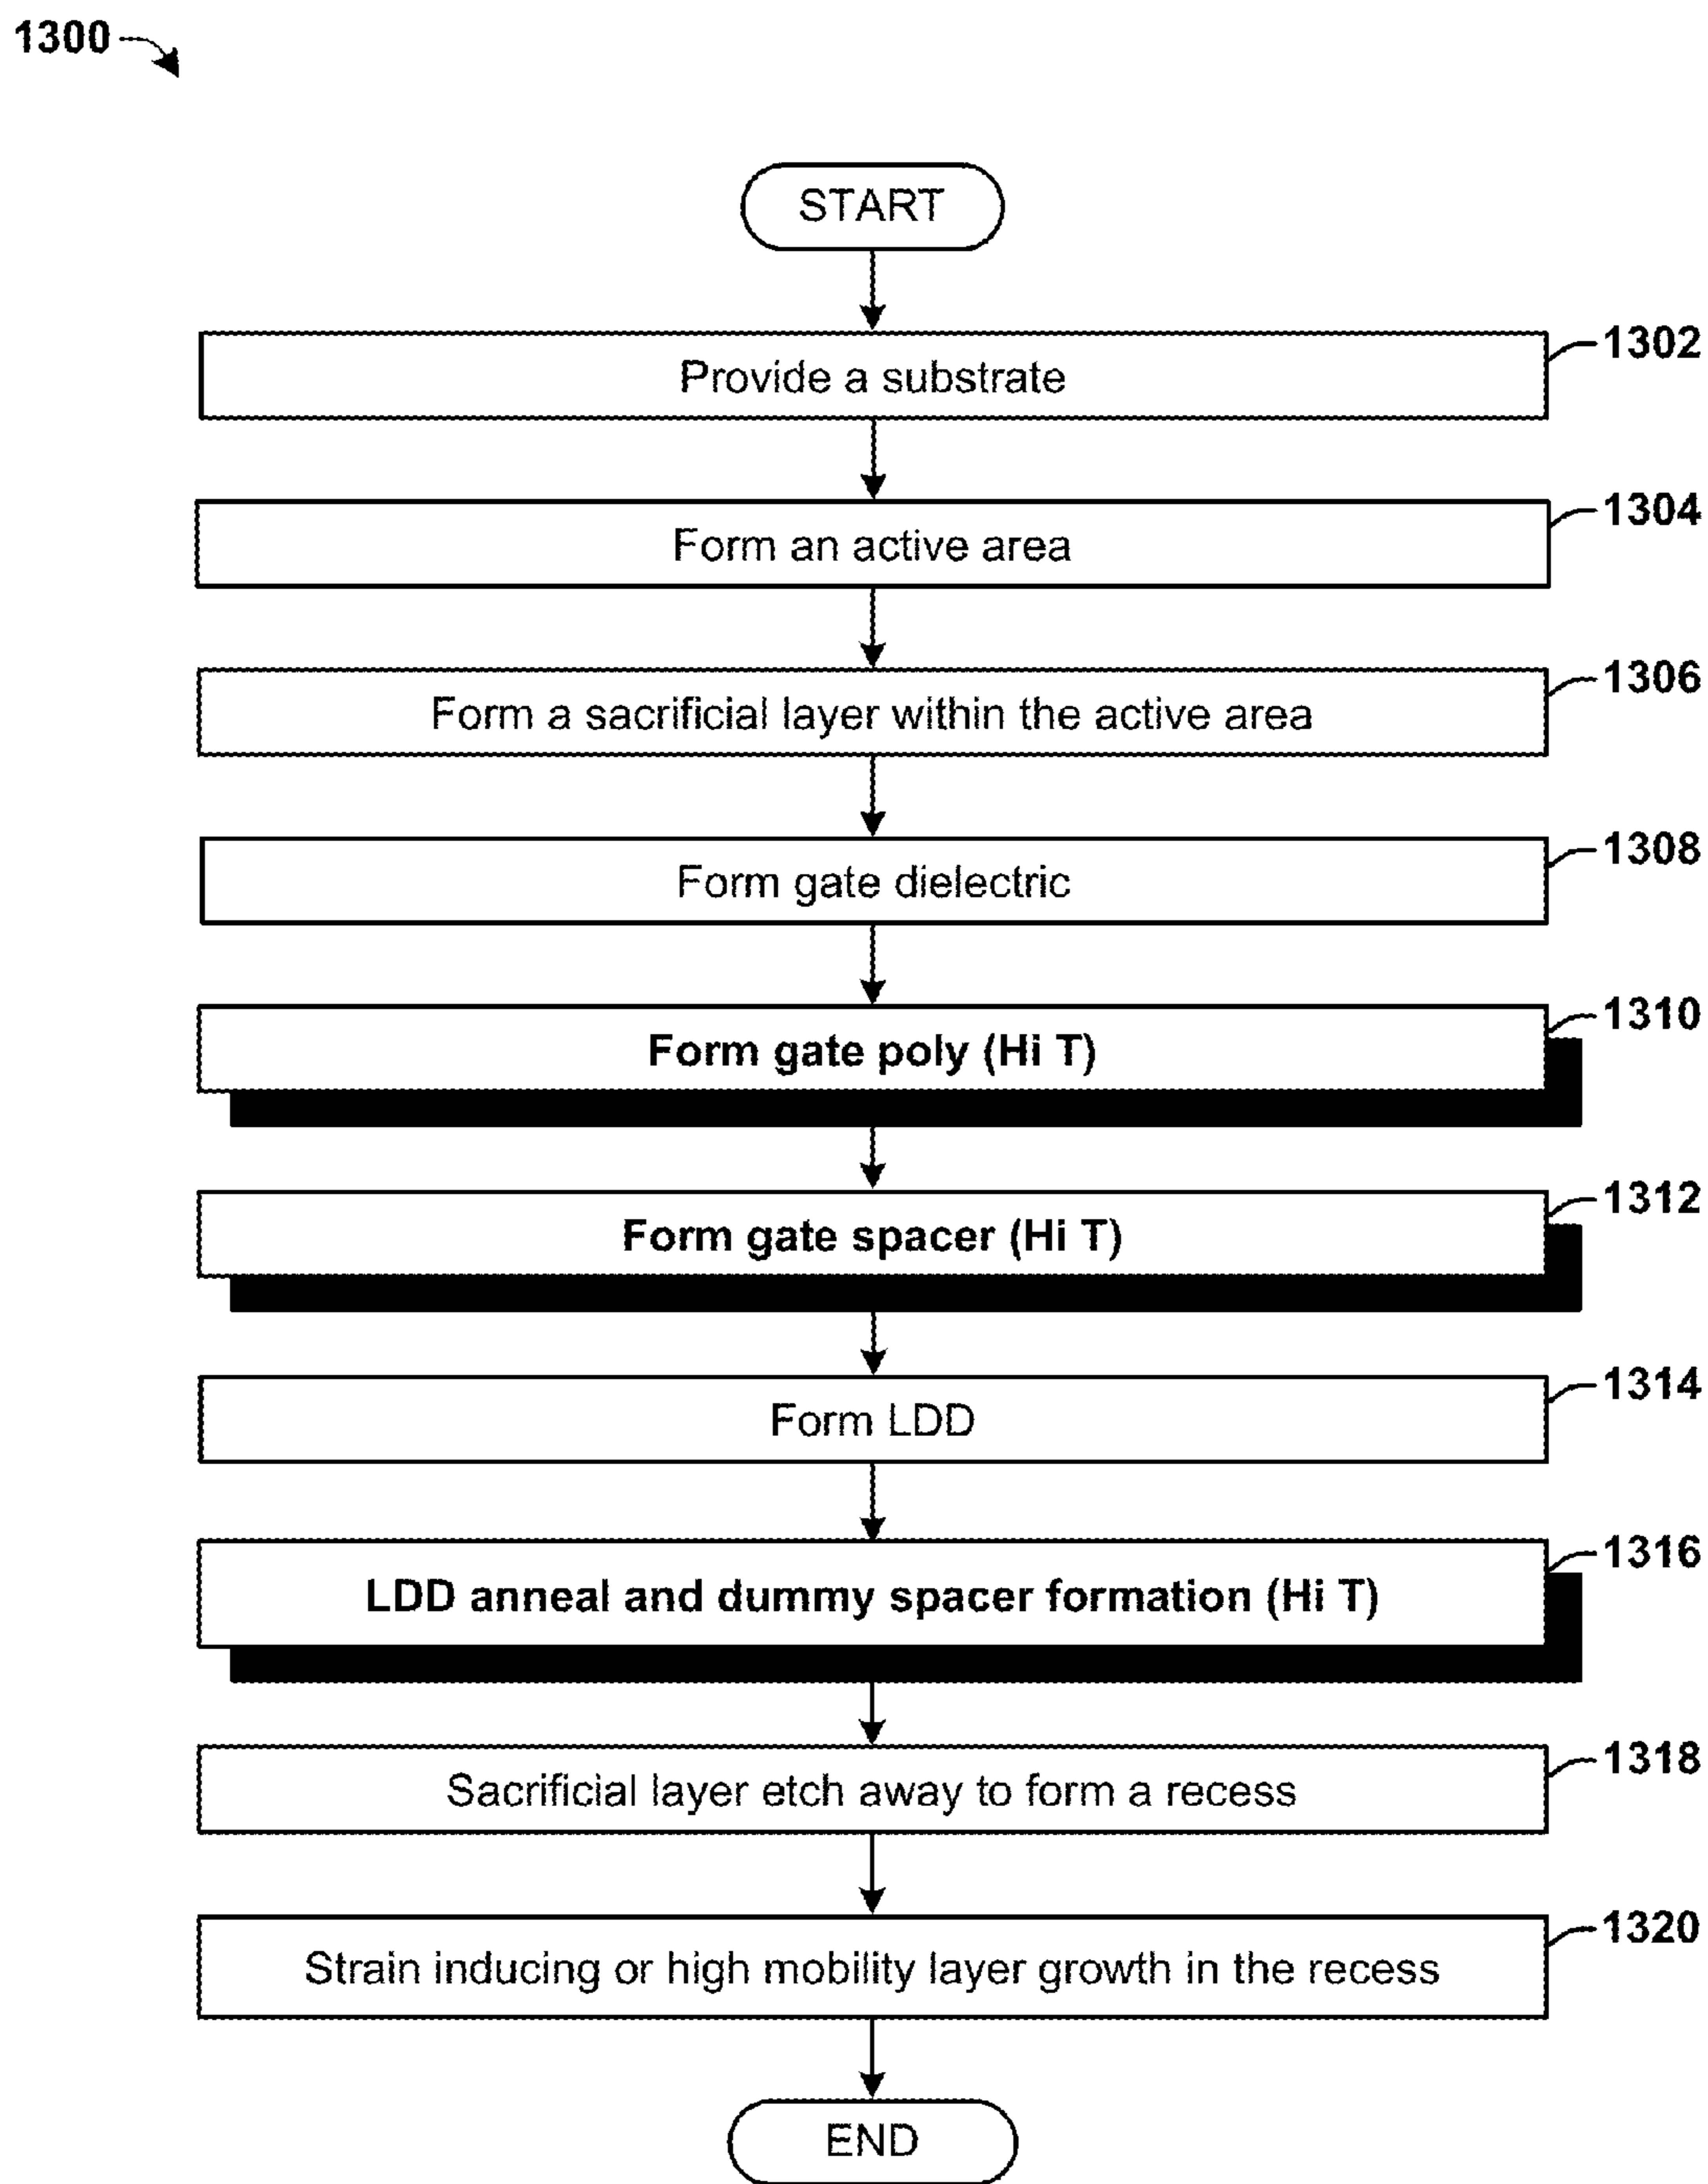 1300
START
Provide a substrate
1302
Form an active area
1304
Form a sacrificial layer within the active area
1306
Form gate dielectric
1308
Form gate poly (Hi T)
1310
Form gate spacer (Hi T)
1312
Form LDD
1314
LDD anneal and dummy spacer formation (Hi T)
1316
Sacrificial layer etch away to form a recess
1318
Strain inducing or high mobility layer growth in the recess
1320
END